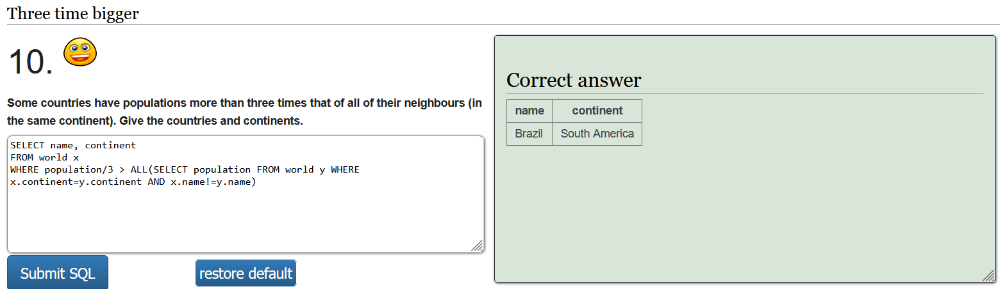 Three time bigger
10.
Some countries have populations more than three times that of all of their neighbours (in
the same continent). Give the countries and continents.
SELECT name, continent
FROM world x
WHERE population/3 > ALL(SELECT population FROM world y WHERE
x.continent=y.continent AND x.name!=y.name)
Submit SQL
restore default
Correct answer
name continent
Brazil South America